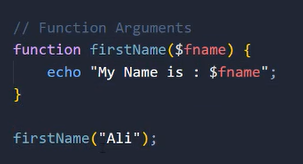 // Function Arguments
function firstName($fname) {
    echo "My Name is : $fname";
}

firstName("Ali");